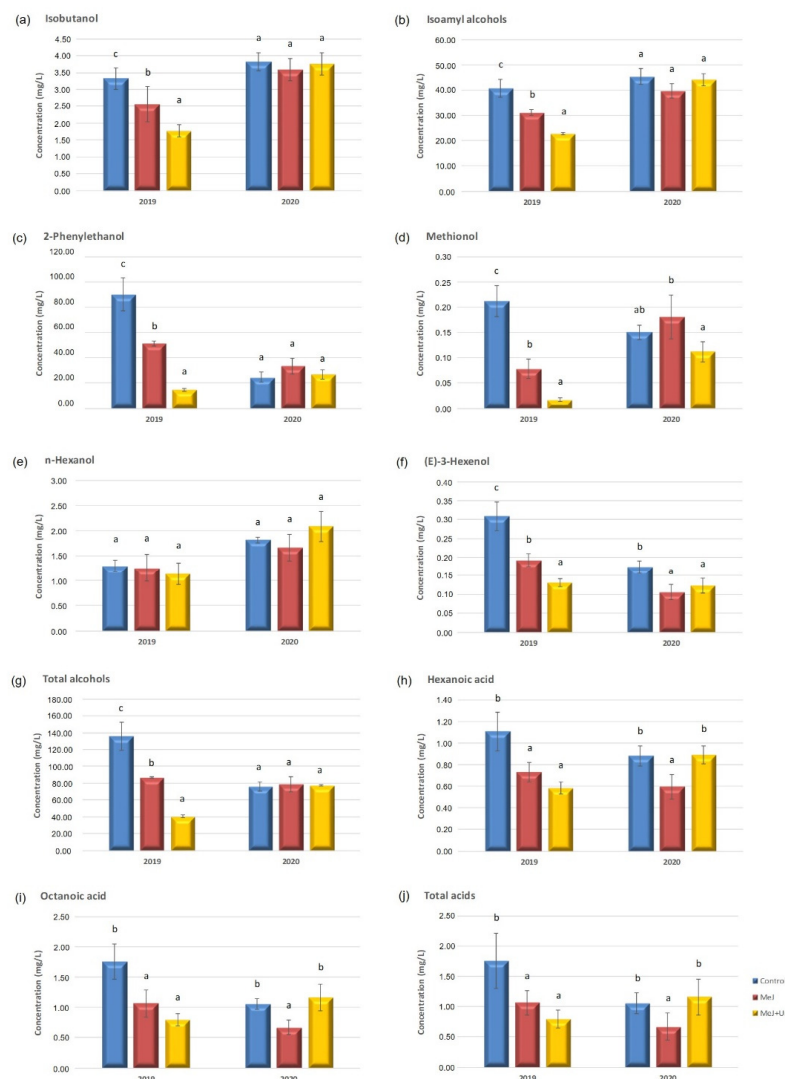 (a) Isobutanol
Concentration (mg/L)
4.50
4.00
3.50
3.00
2.50
2.00
1.50
1.00
0.50
0.00
c b a a a a
2019 2020
(b) Isoamyl alcohols
Concentration (mg/L)
60.00
50.00
40.00
30.00
20.00
10.00
0.00
c b a a a a
2019 2020
(c) 2-Phenylethanol
Concentration (mg/L)
120.00
100.00
80.00
60.00
40.00
20.00
0.00
c b a a a a
2019 2020
(d) Methionol
Concentration (mg/L)
0.30
0.25
0.20
0.15
0.10
0.05
0.00
c b a ab b a
2019 2020
(e) n-Hexanol
Concentration (mg/L)
3.00
2.50
2.00
1.50
1.00
0.50
0.00
a a a a a a
2019 2020
(f) (E)-3-Hexenol
Concentration (mg/L)
0.40
0.35
0.30
0.25
0.20
0.15
0.10
0.05
0.00
c b a b a a
2019 2020
(g) Total alcohols
Concentration (mg/L)
180.00
160.00
140.00
120.00
100.00
80.00
60.00
40.00
20.00
0.00
c b a a a a
2019 2020
(h) Hexanoic acid
Concentration (mg/L)
1.40
1.20
1.00
0.80
0.60
0.40
0.20
0.00
b a a b a b
2019 2020
(i) Octanoic acid
Concentration (mg/L)
2.50
2.00
1.50
1.00
0.50
0.00
b a a b a b
2019 2020
(j) Total acids
Concentration (mg/L)
2.50
2.00
1.50
1.00
0.50
0.00
b a a b a b
2019 2020
Control
MeJ
MeJ+U